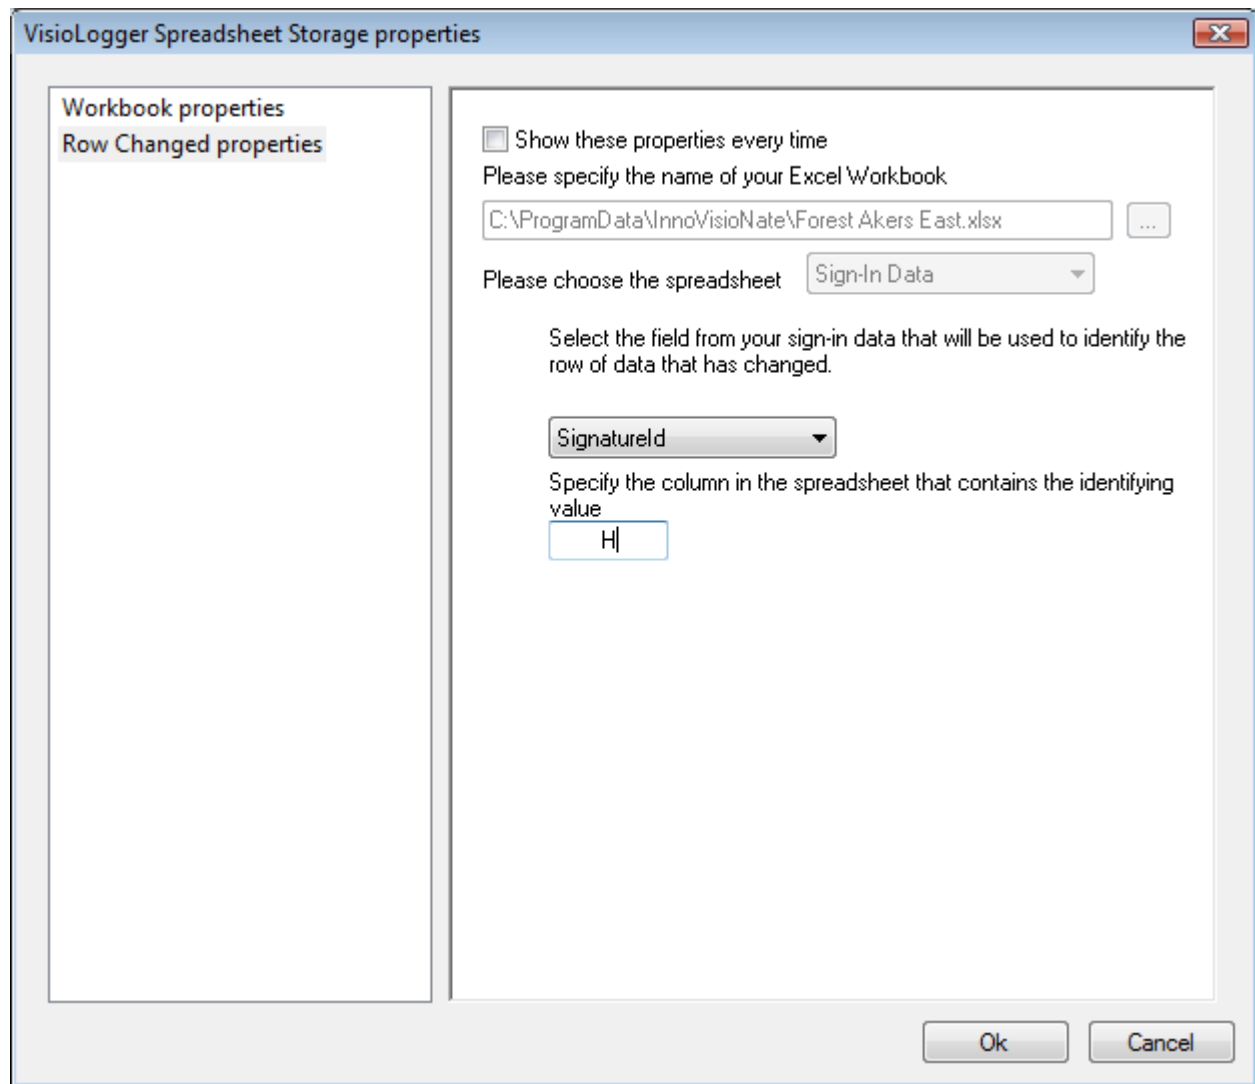 VisioLogger Spreadsheet Storage properties
Workbook properties
Row Changed properties
Show these properties every time
Please specify the name of your Excel Workbook
C:\ProgramData\InnoVisioNate\Forest Akers East.xlsx
...
Please choose the spreadsheet
Sign-In Data
Select the field from your sign-in data that will be used to identify the
row of data that has changed.
SignatureId
Specify the column in the spreadsheet that contains the identifying
value
H
Ok
Cancel